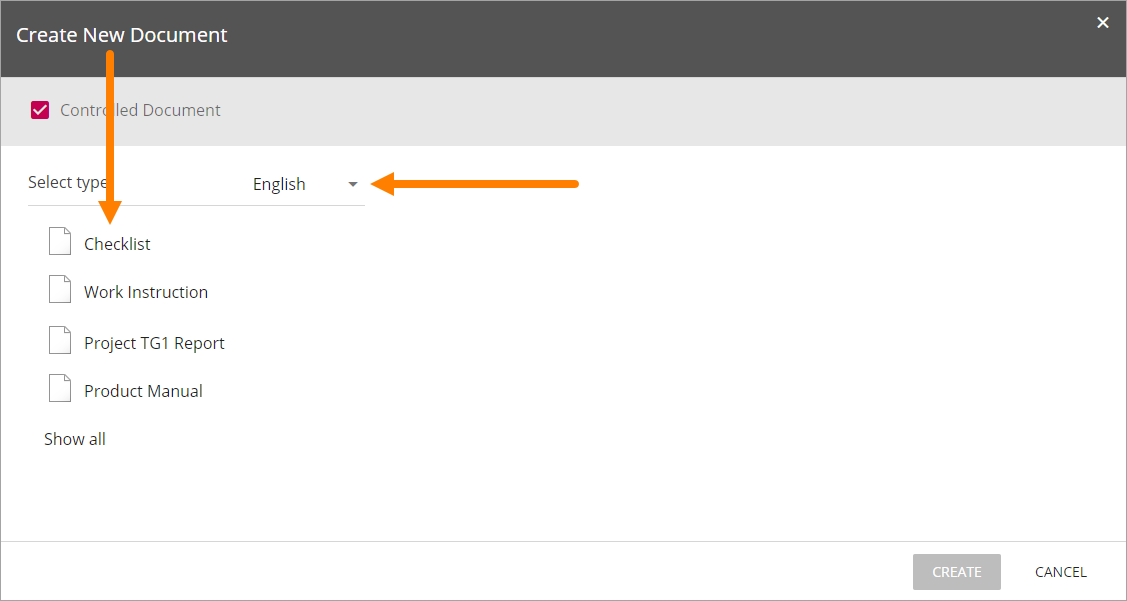 Create New Document
Controlled Document
Select type English
Checklist
Work Instruction
Project TG1 Report
Product Manual
Show all
CREATE CANCEL